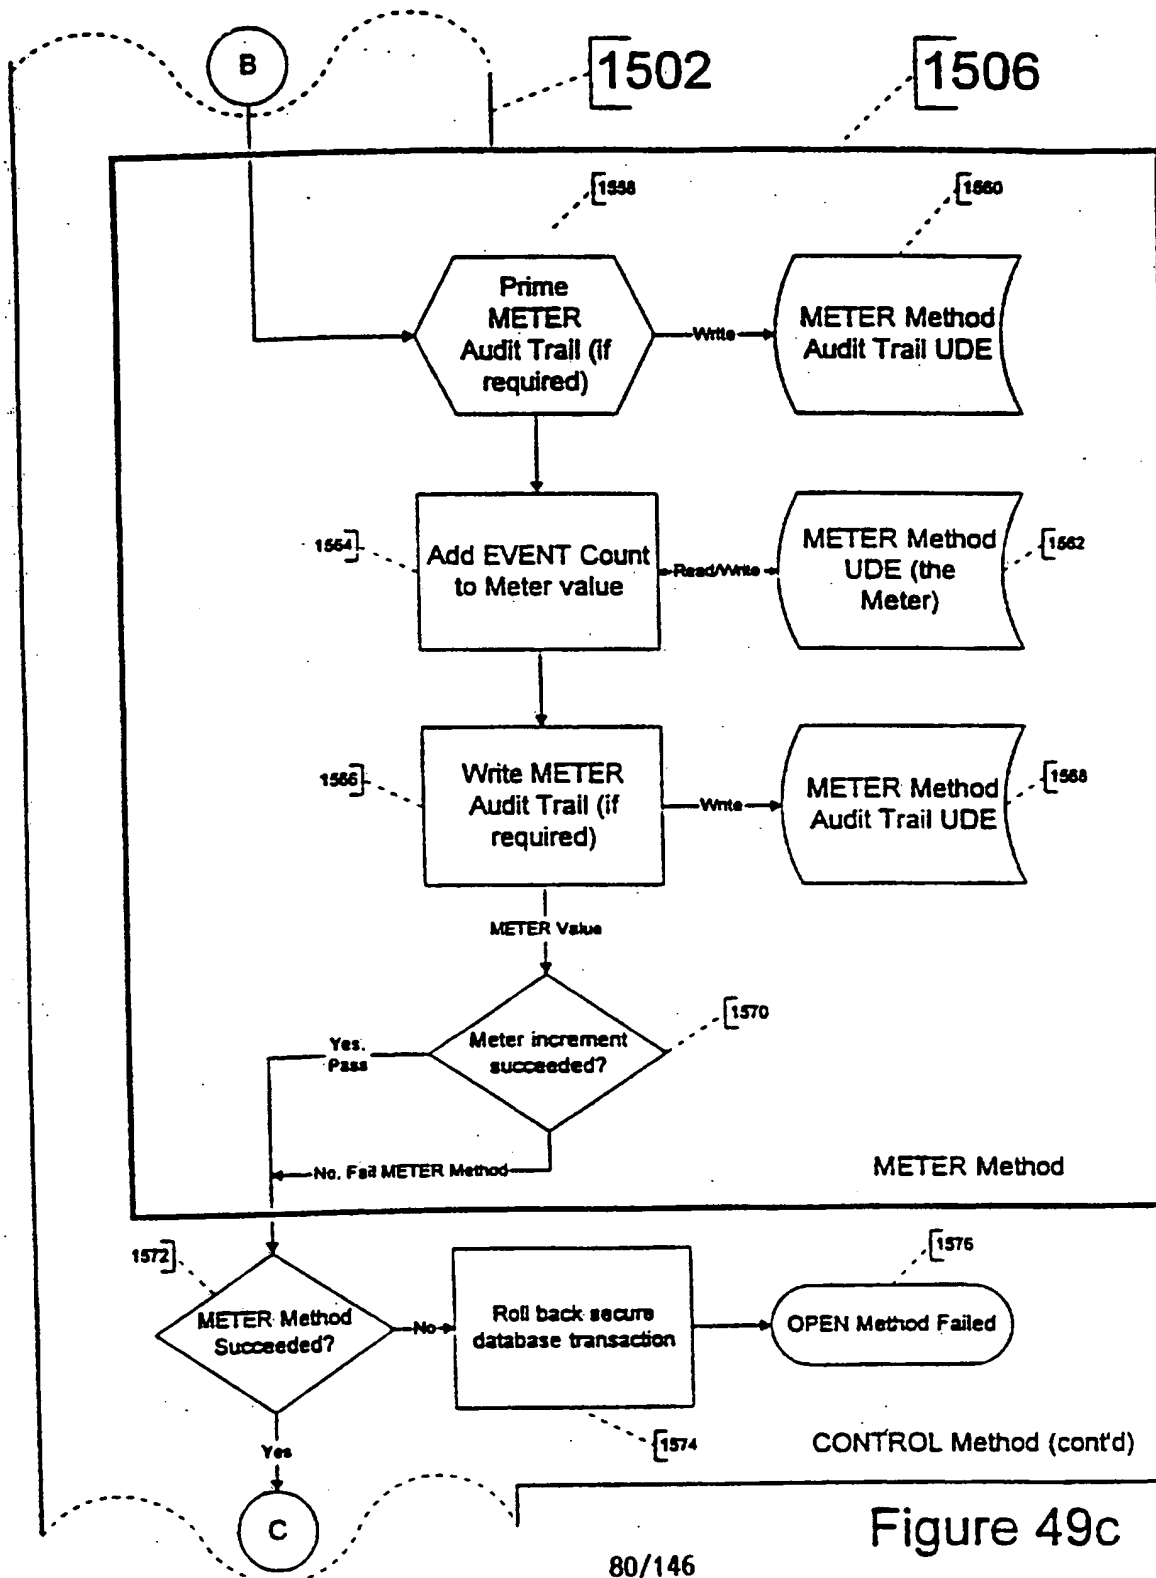 B
1502
1506
1558
1560
Prime
METER
Audit Trail (if
required)
Write
METER Method
Audit Trail UDE
1564
Add EVENT Count
to Meter value
Read/Write
METER Method
UDE (the
Meter)
1562
1566
Write METER
Audit Trail (if
required)
Write
METER Method
Audit Trail UDE
1568
METER Value
1570
Meter increment
succeeded?
Yes.
Pass
No. Fail METER Method
METER Method
1572
METER Method
Succeeded?
No
Roll back secure
database transaction
1576
OPEN Method Failed
1574
Yes
CONTROL Method (cont'd)
C
Figure 49c
80/146